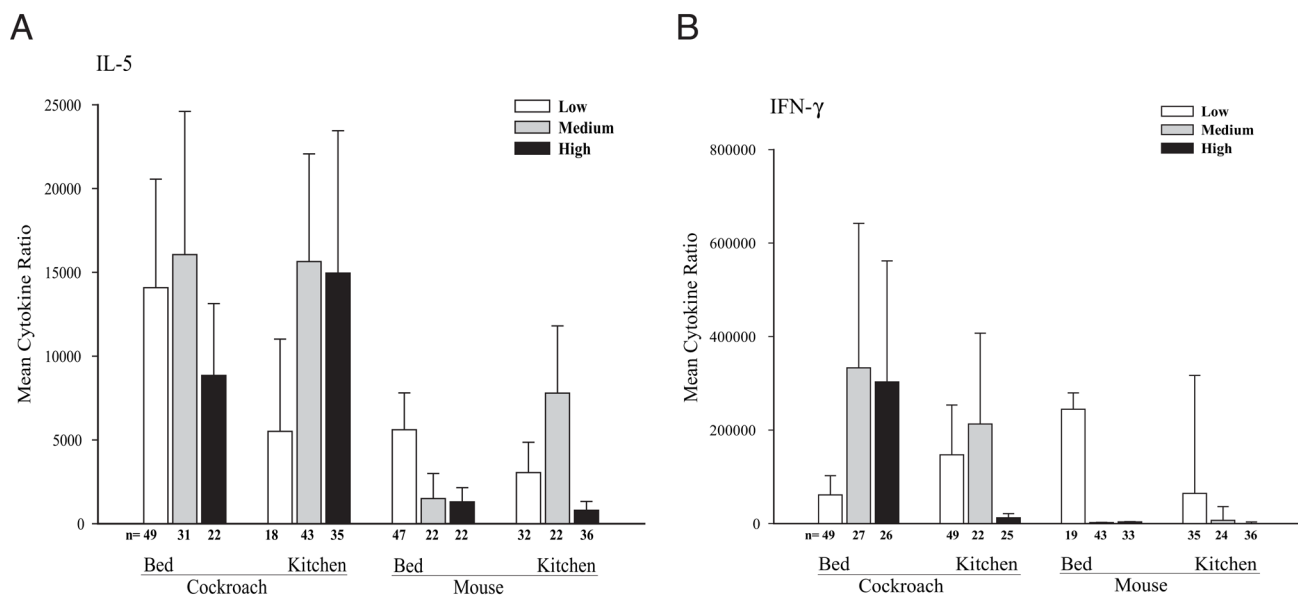 A
IL-5
Low
Medium
High
25000
20000
15000
10000
5000
0
Mean Cytokine Ratio
n= 49 31 22 18 43 35 47 22 22 32 22 36
Bed Kitchen Bed Kitchen
Cockroach Mouse
B
IFN-γ
Low
Medium
High
800000
600000
400000
200000
0
Mean Cytokine Ratio
n= 49 27 26 49 22 25 19 43 33 35 24 36
Bed Kitchen Bed Kitchen
Cockroach Mouse